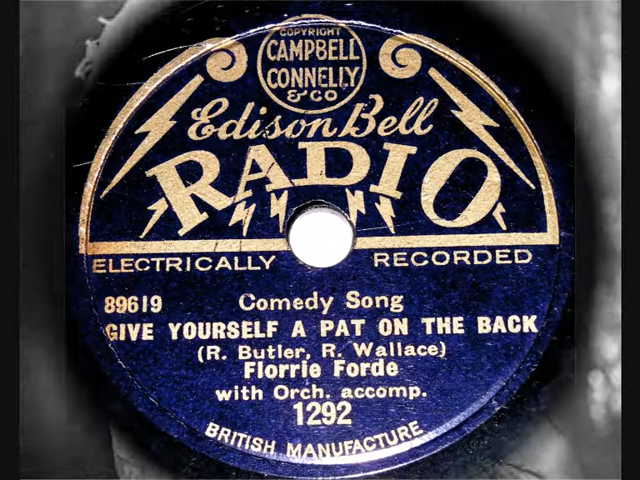 COPYRIGHT
CAMPBELL
CONNELLY
& CO
Edison Bell
RADIO
ELECTRICALLY RECORDED
89619 Comedy Song
GIVE YOURSELF A PAT ON THE BACK
(R. Butler, R. Wallace)
Florrie Forde
with Orch. accomp.
1292
BRITISH MANUFACTURE